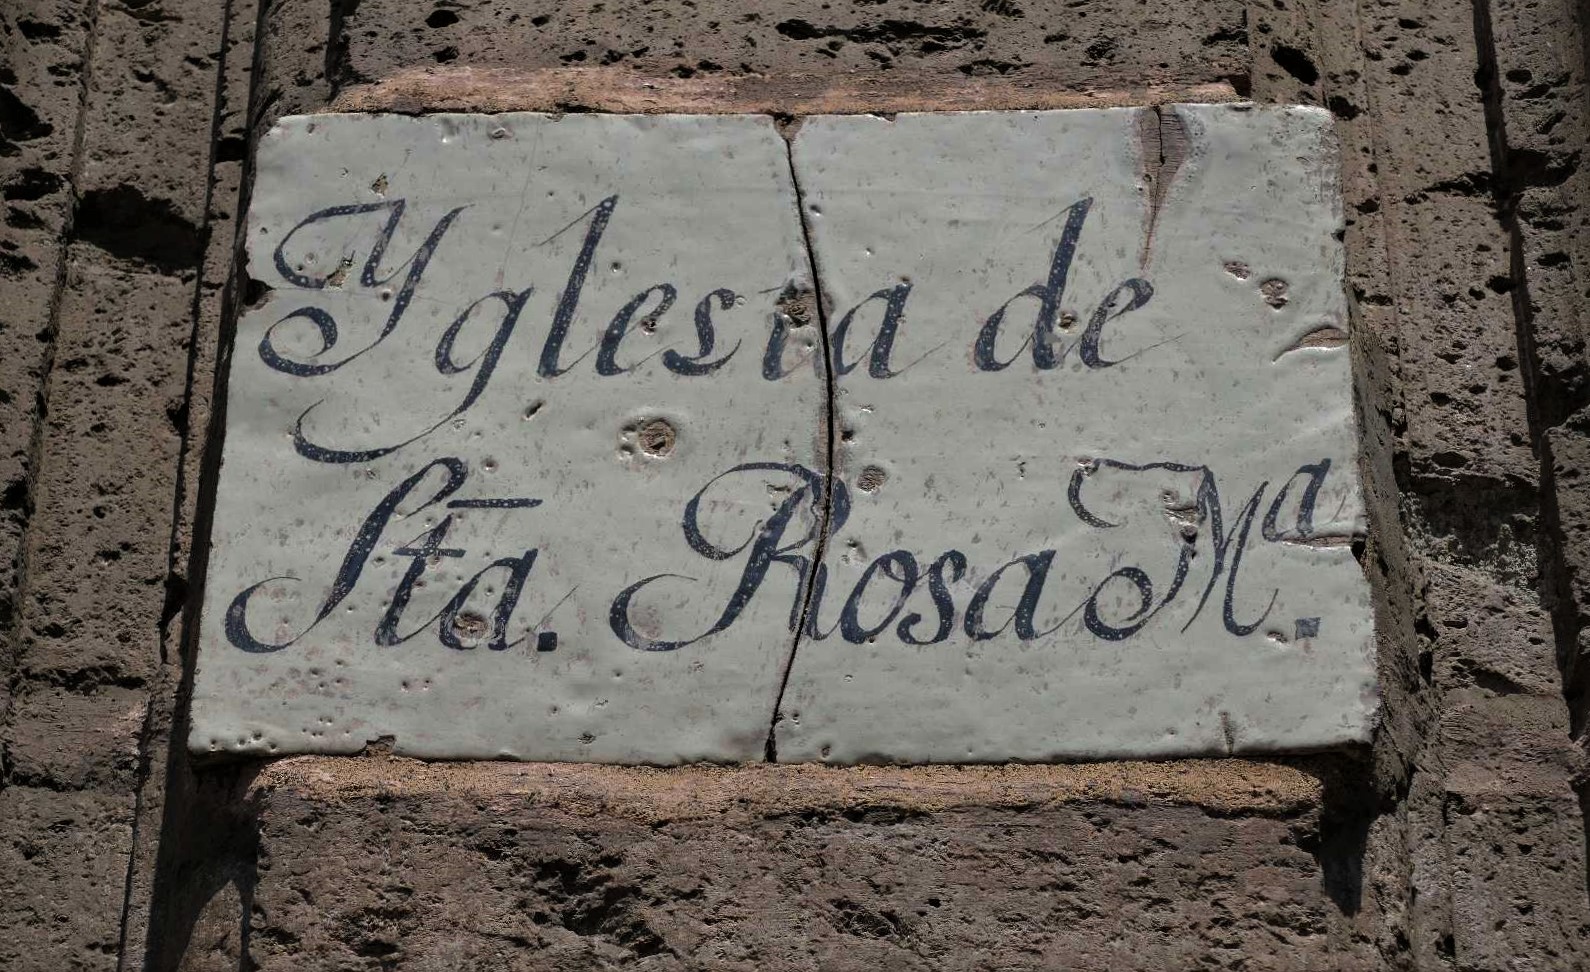 Yglesia de
Sta. Rosa Mª.